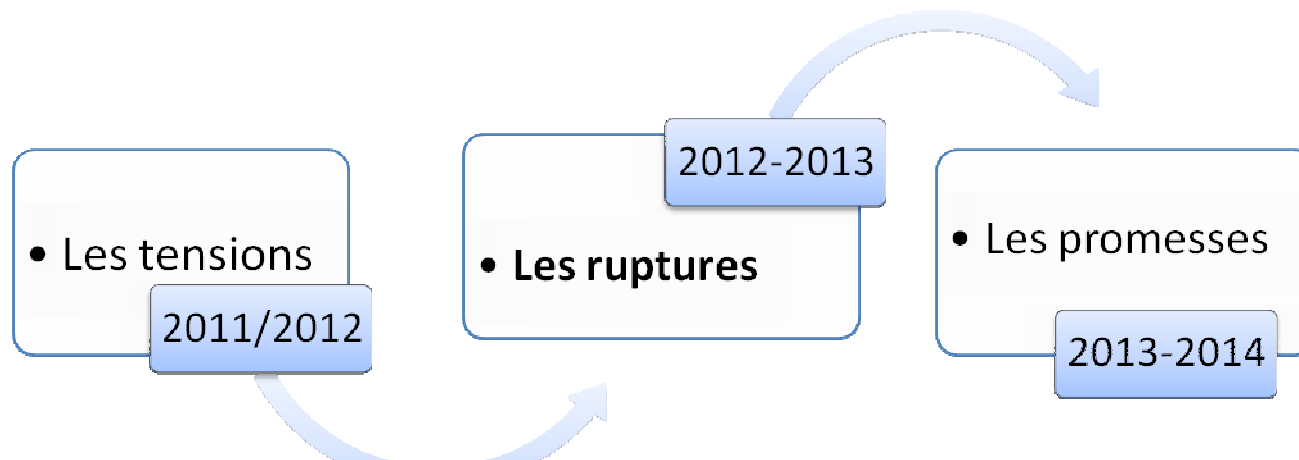 • Les tensions
2011/2012
2012-2013
• Les ruptures
• Les promesses
2013-2014